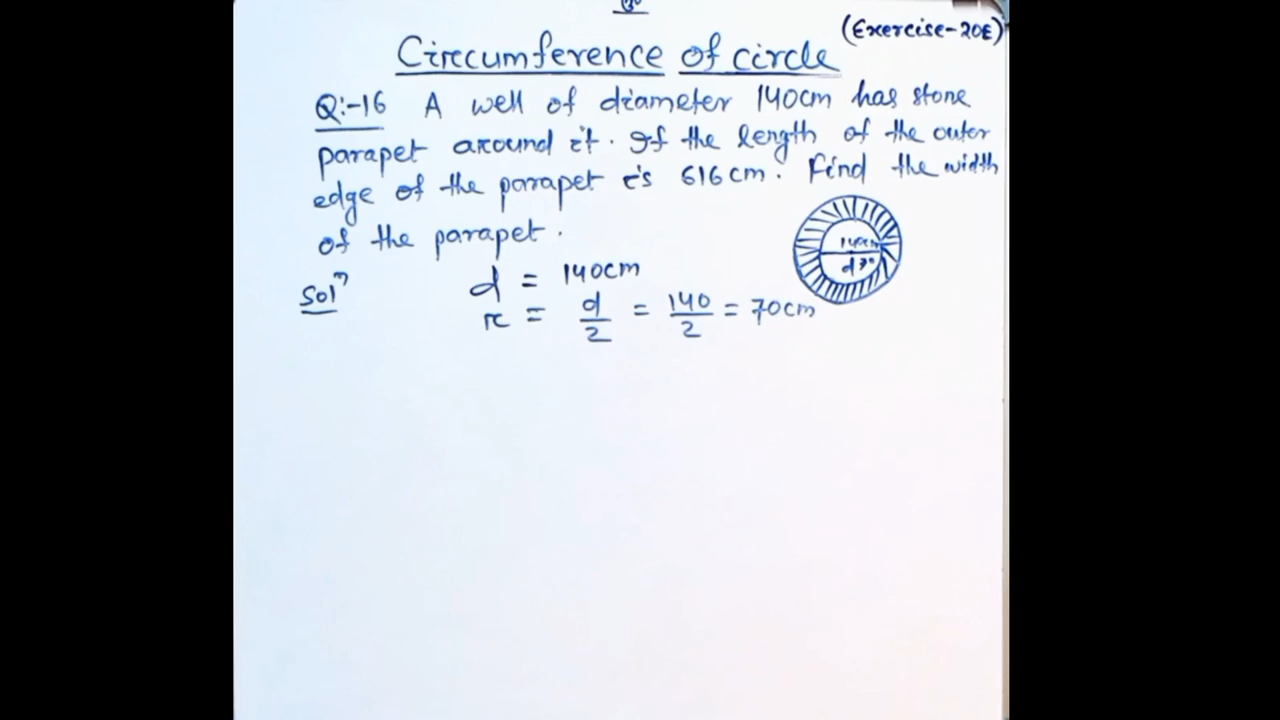 (Exercise-20E)
Circumference of circle
Q:-16 A well of diameter 140cm has stone
parapet around it. If the length of the outer
edge of the parapet is 616cm. Find the width
of the parapet.
140cm
Solⁿ d = 140cm
r = d/2 = 140/2 = 70cm